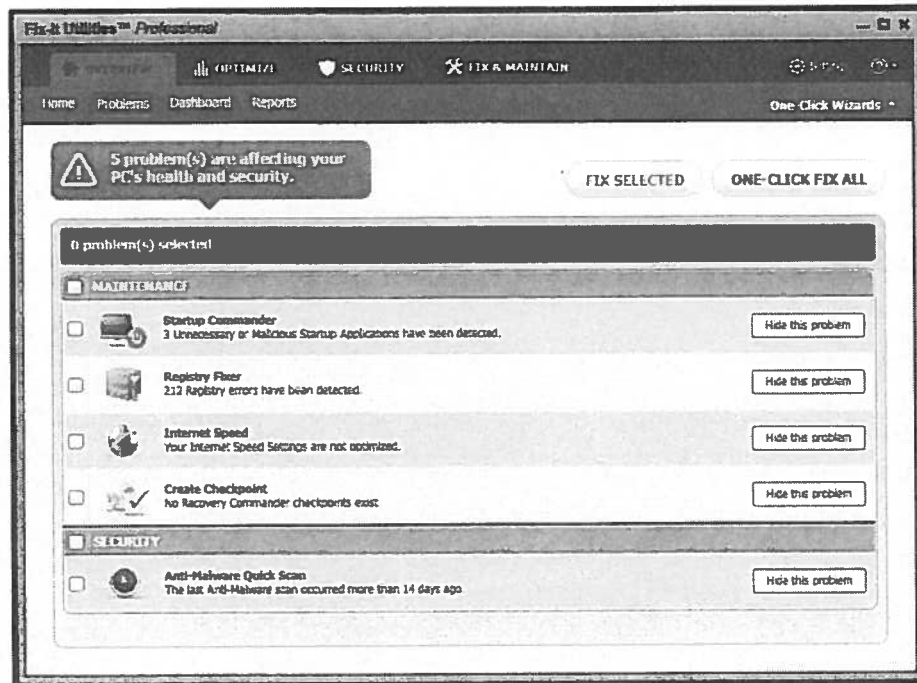 Fix-It Utilities™ Professional
OVERVIEW OPTIMIZE SECURITY FIX & MAINTAIN
Home Problems Dashboard Reports One-Click Wizards
5 problem(s) are affecting your
PC's health and security.
FIX SELECTED ONE-CLICK FIX ALL
0 problem(s) selected
MAINTENANCE
Startup Commander
3 Unnecessary or Malicious Startup Applications have been detected.
Hide this problem
Registry Fixer
212 Registry errors have been detected.
Hide this problem
Internet Speed
Your Internet Speed Settings are not optimized.
Hide this problem
Create Checkpoint
No Recovery Commander checkpoints exist
Hide this problem
SECURITY
Anti-Malware Quick Scan
The last Anti-Malware scan occurred more than 14 days ago
Hide this problem